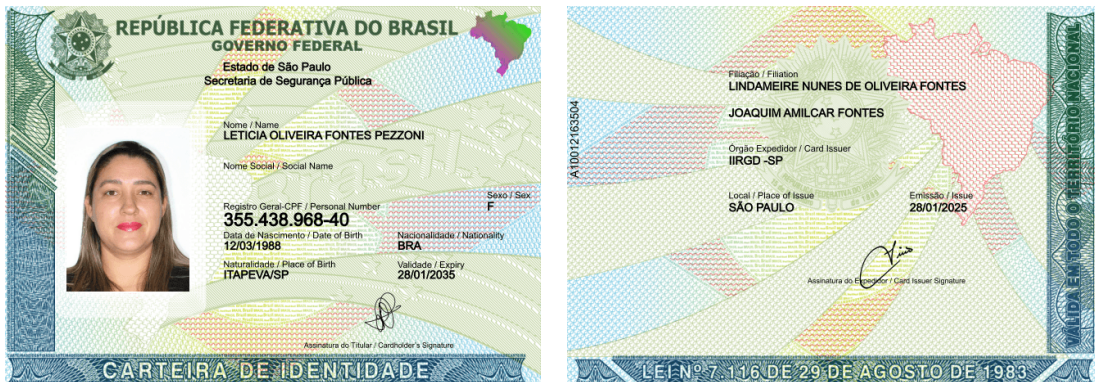 REPÚBLICA FEDERATIVA DO BRASIL
GOVERNO FEDERAL
Estado de São Paulo
Secretaria de Segurança Pública
Nome / Name
LETICIA OLIVEIRA FONTES PEZZONI
Nome Social / Social Name
Registro Geral-CPF / Personal Number
355.438.968-40
Sexo / Sex
F
Data de Nascimento / Date of Birth
12/03/1988
Nacionalidade / Nationality
BRA
Naturalidade / Place of Birth
ITAPEVA/SP
Validade / Expiry
28/01/2035
Assinatura do Titular / Cardholder's Signature
CARTEIRA DE IDENTIDADE
Brasil
A10012163504
Filiação / Filiation
LINDAMEIRE NUNES DE OLIVEIRA FONTES
JOAQUIM AMILCAR FONTES
Órgão Expedidor / Card Issuer
IIRGD -SP
Local / Place of Issue
SÃO PAULO
Emissão / Issue
28/01/2025
Assinatura do Expedidor / Card Issuer Signature
VÁLIDA EM TODO O TERRITÓRIO NACIONAL
LEI Nº 7.116 DE 29 DE AGOSTO DE 1983